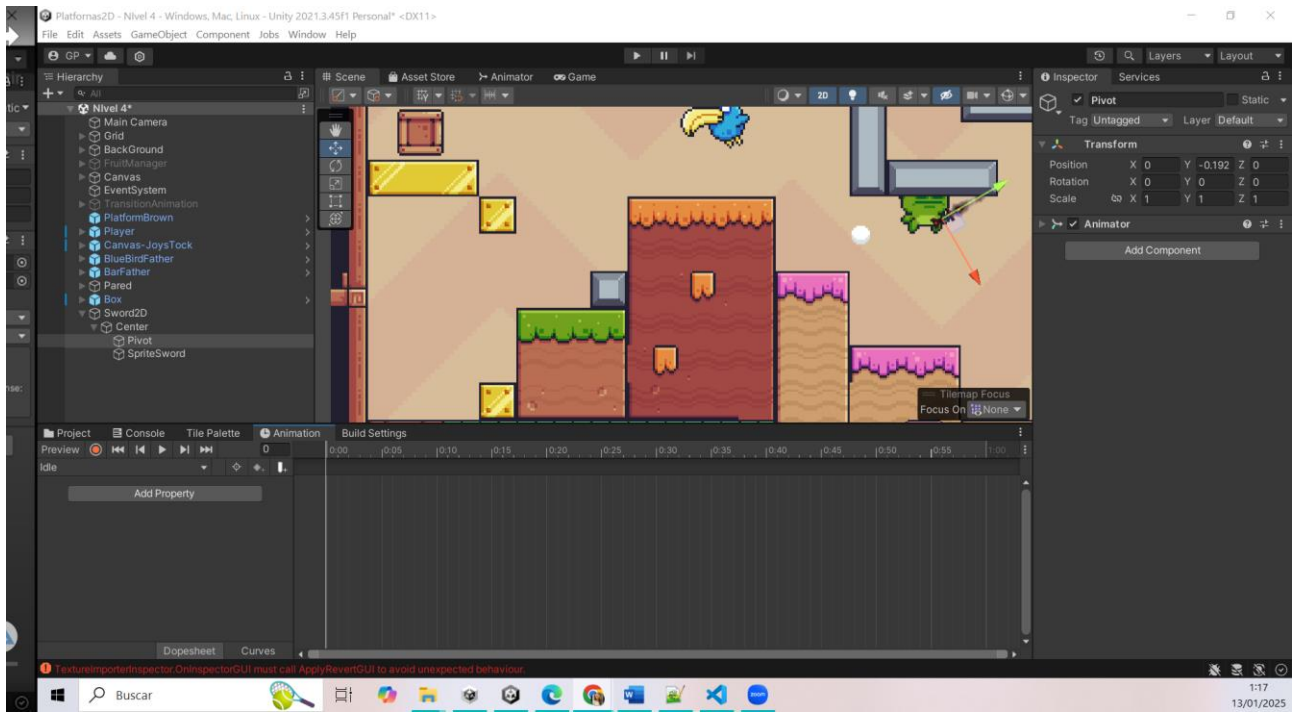 Platfomas2D - NIvel 4 - Windows, Mac, Linux - Unity 2021.3.45f1 Personal* <DX11>
File Edit Assets GameObject Component Jobs Window Help
GP
Layers Layout
Hierarchy
Scene Asset Store Animator Game
Inspector Services
All
2D
tic
NIvel 4*
Main Camera
Grid
BackGround
FruitManager
Canvas
EventSystem
TransitionAnimation
PlatformBrown
Player
Canvas-JoysTock
BlueBirdFather
BarFather
Pared
Box
Sword2D
Center
Pivot
SpriteSword
nse:
Pivot Static
Tag Untagged Layer Default
Transform
Position X 0 Y -0.192 Z 0
Rotation X 0 Y 0 Z 0
Scale X 1 Y 1 Z 1
Animator
Add Component
Tilemap Focus
Focus On None
Project Console Tile Palette Animation Build Settings
Preview 0
0:00 0:05 0:10 0:15 0:20 0:25 0:30 0:35 0:40 0:45 0:50 0:55 1:00
Idle
Add Property
Dopesheet Curves
TextureImporterInspector.OnInspectorGUI must call ApplyRevertGUI to avoid unexpected behaviour.
Buscar
zoom
1:17
13/01/2025